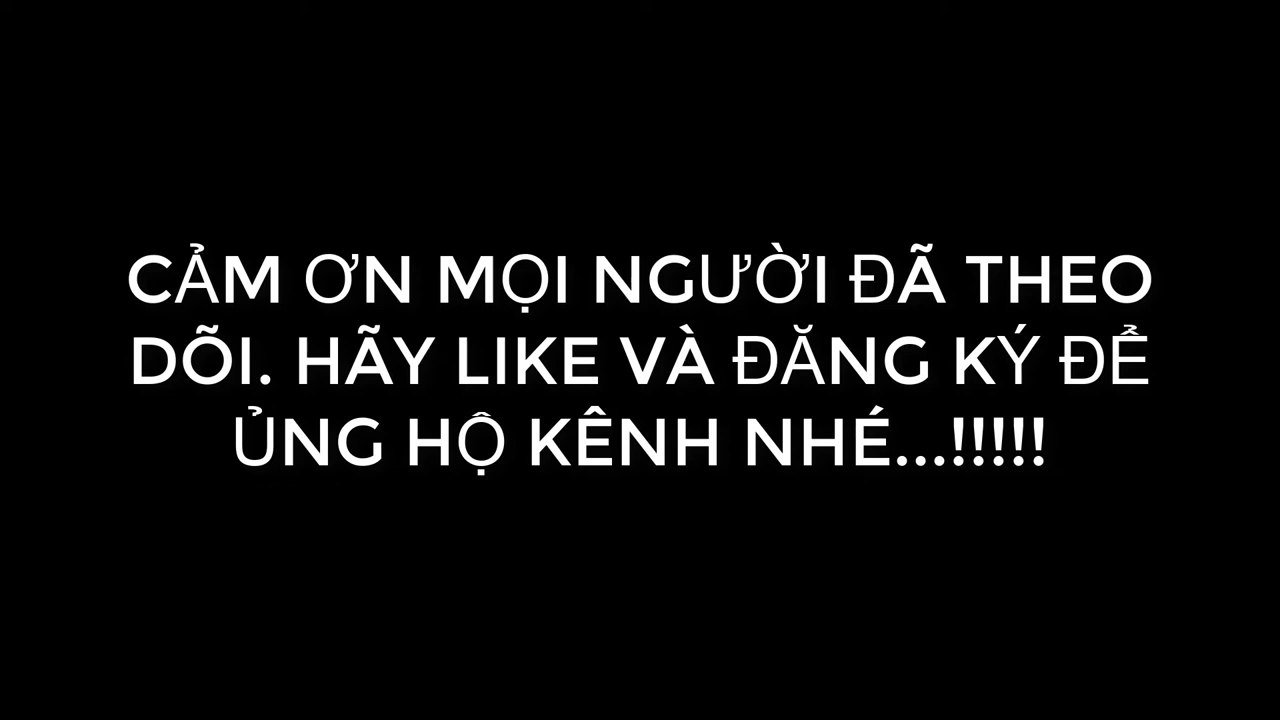 CẢM ƠN MỌI NGƯỜI ĐÃ THEO
DÕI. HÃY LIKE VÀ ĐĂNG KÝ ĐỂ
ỦNG HỘ KÊNH NHÉ...!!!!!